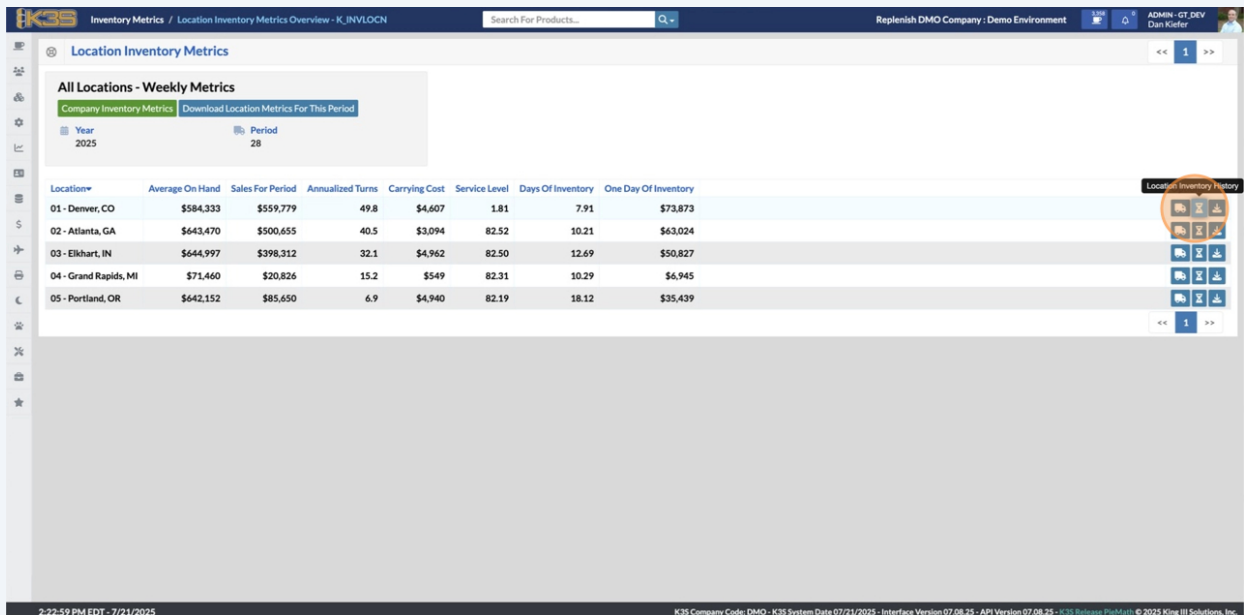 K3S Inventory Metrics / Location Inventory Metrics Overview - K_INVLOCN Search For Products... Replenish DMO Company : Demo Environment 0 ADMIN - GT_DEV
Dan Kiefer
Location Inventory Metrics << 1 >>
All Locations - Weekly Metrics
Company Inventory Metrics Download Location Metrics For This Period
Year Period
2025 28
Location Inventory History
Location Average On Hand Sales For Period Annualized Turns Carrying Cost Service Level Days Of Inventory One Day Of Inventory
01 - Denver, CO $584,333 $559,779 49.8 $4,607 1.81 7.91 $73,873
02 - Atlanta, GA $643,470 $500,655 40.5 $3,094 82.52 10.21 $63,024
03 - Elkhart, IN $644,997 $398,312 32.1 $4,962 82.50 12.69 $50,827
04 - Grand Rapids, MI $71,460 $20,826 15.2 $549 82.31 10.29 $6,945
05 - Portland, OR $642,152 $85,650 6.9 $4,940 82.19 18.12 $35,439
<< 1 >>
2:22:59 PM EDT - 7/21/2025 K3S Company Code: DMO - K3S System Date 07/21/2025 - Interface Version 07.08.25 - API Version 07.08.25 - K3S Release PieMath © 2025 King III Solutions, Inc.